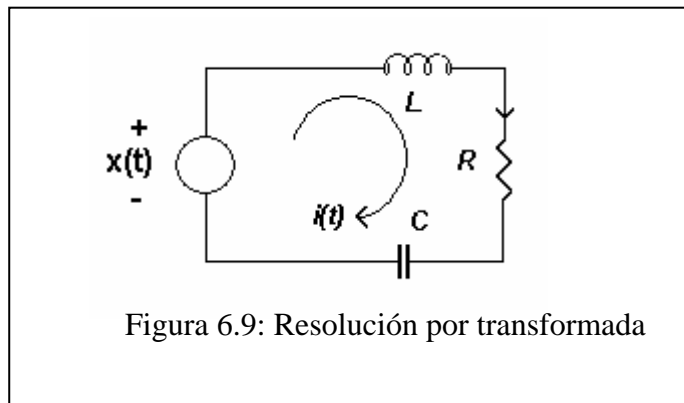 L
+
x(t)
-
R
i(t)
C
Figura 6.9: Resolución por transformada